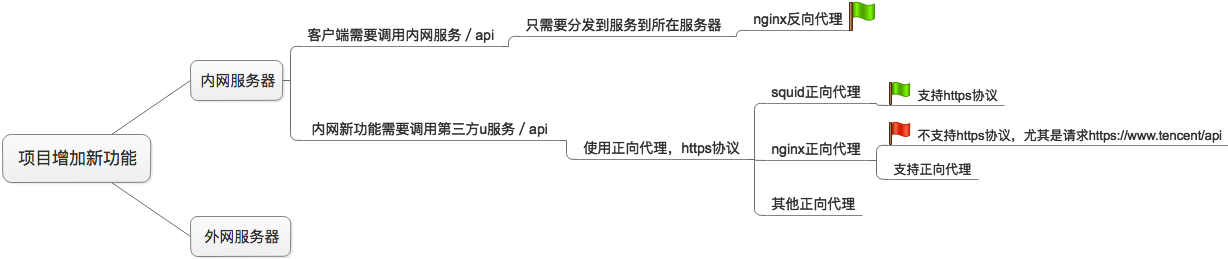 项目增加新功能
内网服务器
客户端需要调用内网服务 / api
只需要分发到服务到所在服务器
nginx反向代理
内网新功能需要调用第三方u服务 / api
使用正向代理，https协议
squid正向代理
支持https协议
nginx正向代理
不支持https协议，尤其是请求https://www.tencent/api
支持正向代理
其他正向代理
外网服务器